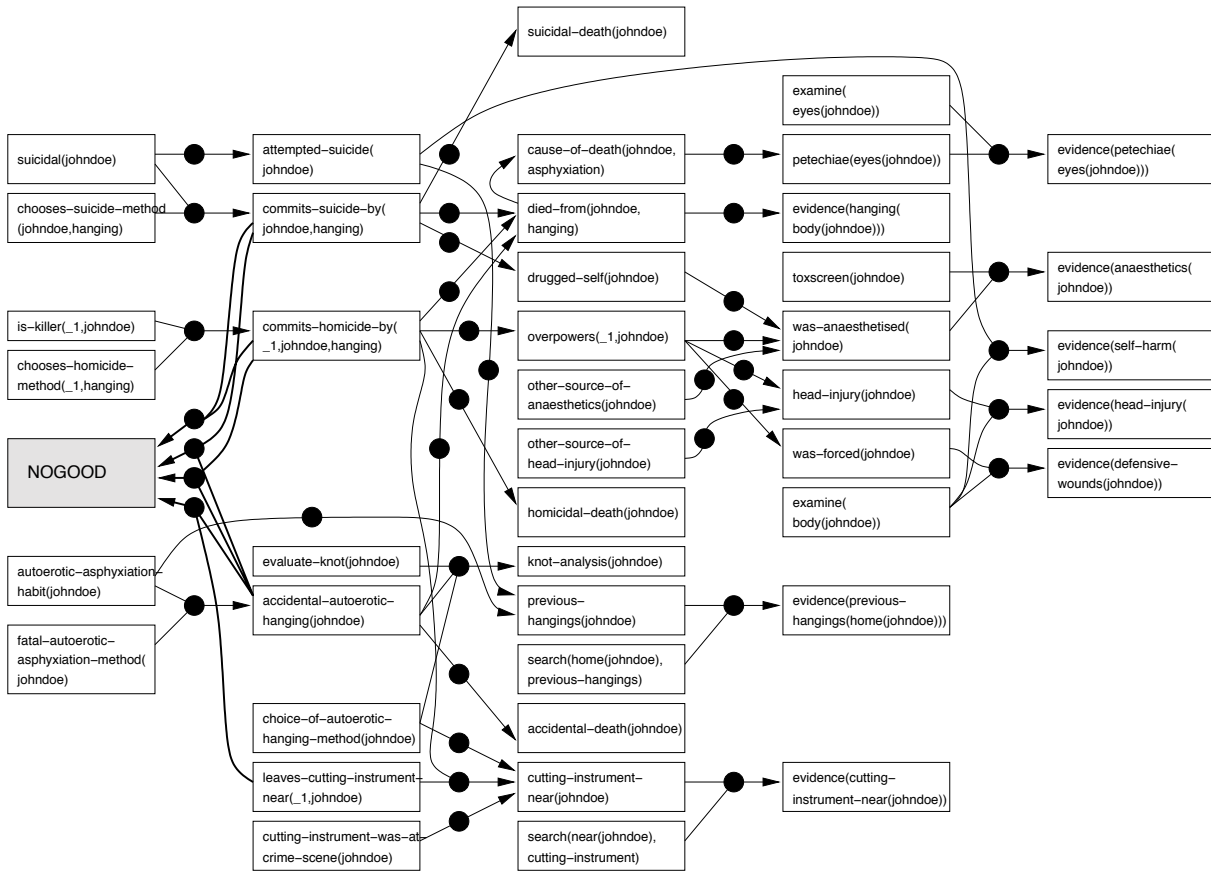 suicidal(johndoe)
chooses–suicide–method
(johndoe,hanging)
is–killer(_1,johndoe)
chooses–homicide–
method(_1,hanging)
NOGOOD
autoerotic–asphyxiation–
habit(johndoe)
fatal–autoerotic–
asphyxiation–method(
johndoe)
attempted–suicide(
johndoe)
commits–suicide–by(
johndoe,hanging)
commits–homicide–by(
_1,johndoe,hanging)
evaluate–knot(johndoe)
accidental–autoerotic–
hanging(johndoe)
choice–of–autoerotic–
hanging–method(johndoe)
leaves–cutting–instrument–
near(_1,johndoe)
cutting–instrument–was–at–
crime–scene(johndoe)
suicidal–death(johndoe)
cause–of–death(johndoe,
asphyxiation)
died–from(johndoe,
hanging)
drugged–self(johndoe)
overpowers(_1,johndoe)
other–source–of–
anaesthetics(johndoe)
other–source–of–
head–injury(johndoe)
homicidal–death(johndoe)
knot–analysis(johndoe)
previous–
hangings(johndoe)
search(home(johndoe),
previous–hangings)
accidental–death(johndoe)
cutting–instrument–
near(johndoe)
search(near(johndoe),
cutting–instrument)
examine(
eyes(johndoe))
petechiae(eyes(johndoe))
evidence(hanging(
body(johndoe)))
toxscreen(johndoe)
was–anaesthetised(
johndoe)
head–injury(johndoe)
was–forced(johndoe)
examine(
body(johndoe))
evidence(previous–
hangings(home(johndoe)))
evidence(cutting–
instrument–near(johndoe))
evidence(petechiae(
eyes(johndoe)))
evidence(anaesthetics(
johndoe))
evidence(self–harm(
johndoe))
evidence(head–injury(
johndoe))
evidence(defensive–
wounds(johndoe))